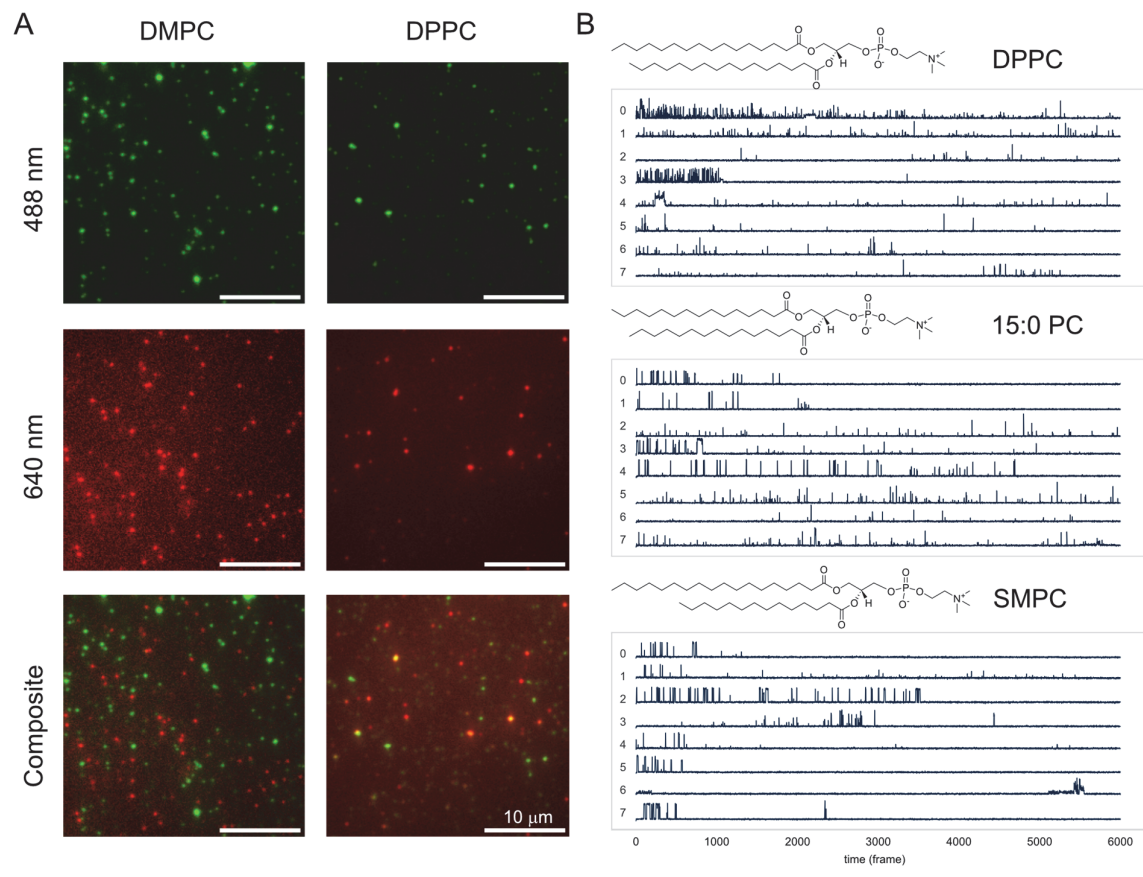 A
DMPC
DPPC
488 nm
640 nm
Composite
10 µm
B
O
O
O
H
O
O
P
O-
O
N+
DPPC
0
1
2
3
4
5
6
7
O
O
O
H
O
O
P
O-
O
N+
15:0 PC
0
1
2
3
4
5
6
7
O
O
O
H
O
O
P
O-
O
N+
SMPC
0
1
2
3
4
5
6
7
0 1000 2000 3000 4000 5000 6000
time (frame)